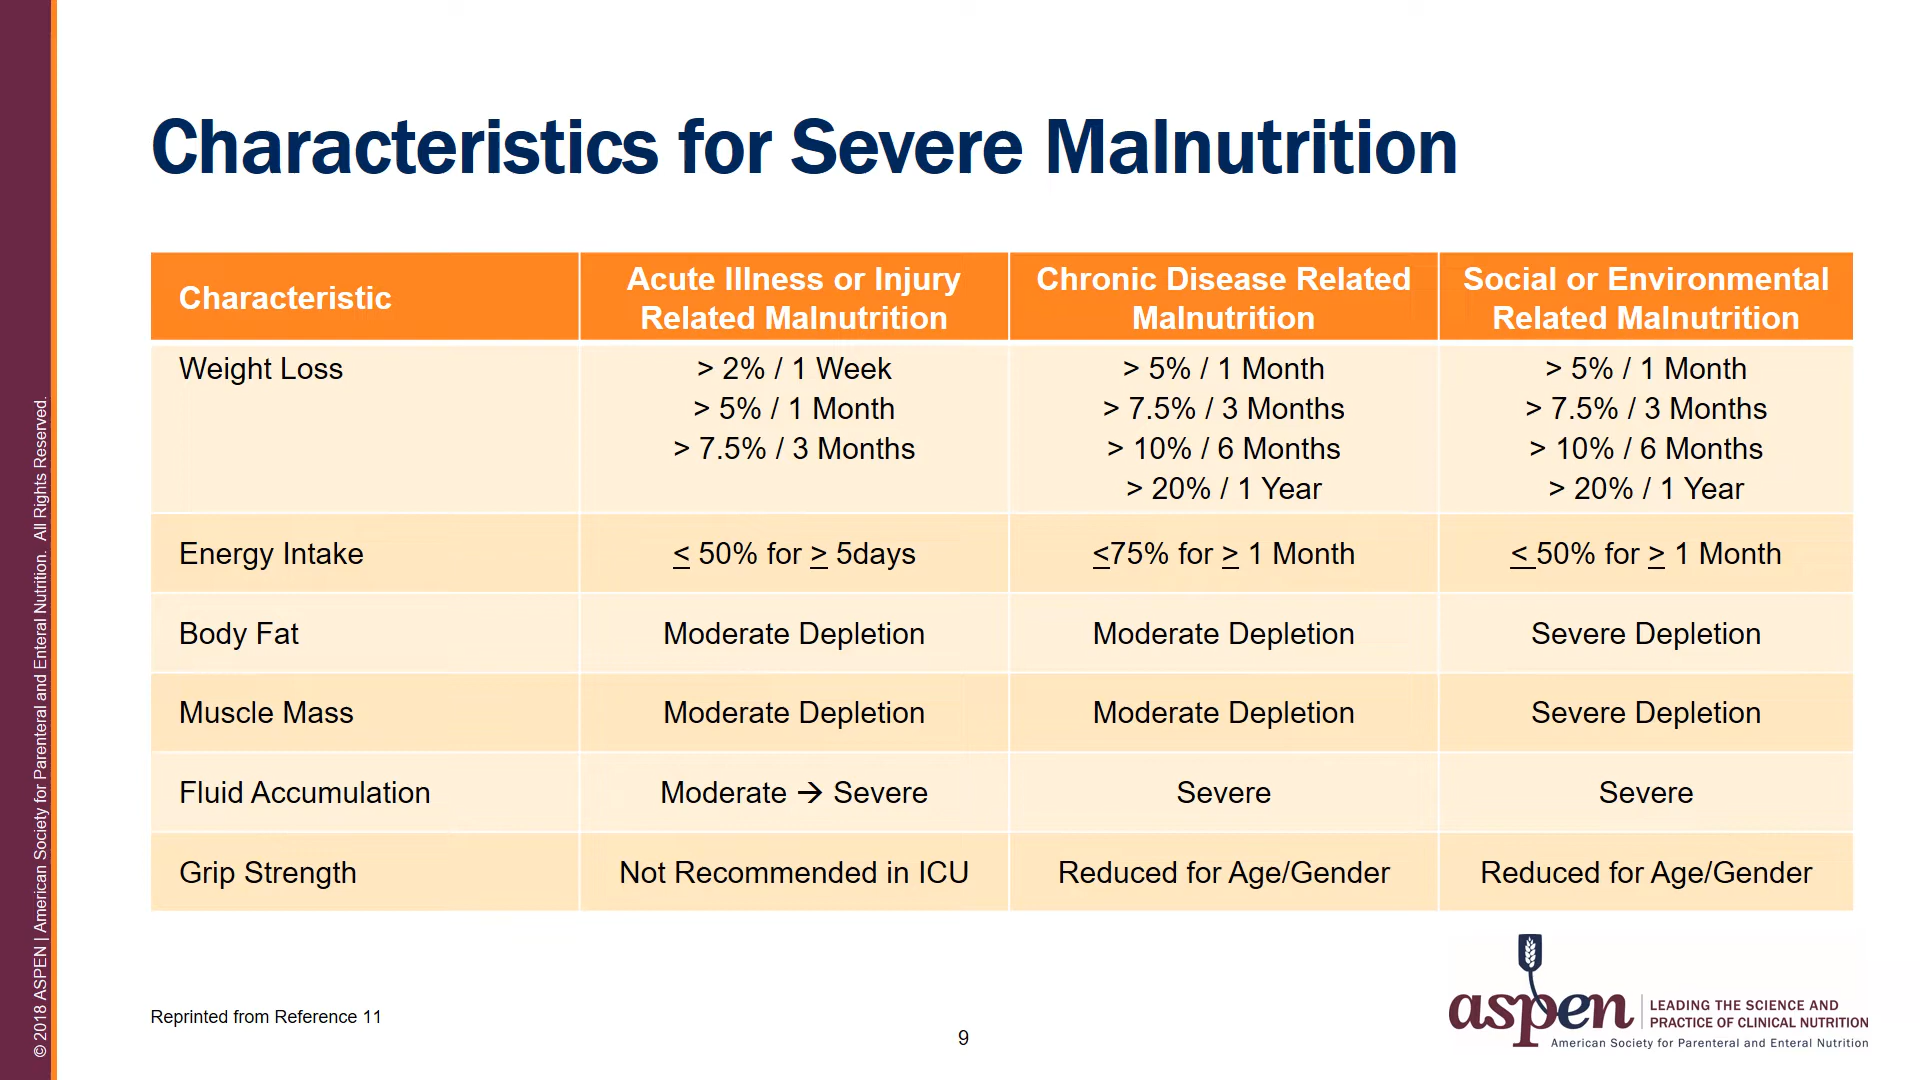 Characteristics for Severe Malnutrition
Characteristic
Acute Illness or Injury
Related Malnutrition
Chronic Disease Related
Malnutrition
Social or Environmental
Related Malnutrition
Weight Loss
> 2% / 1 Week
> 5% / 1 Month
> 7.5% / 3 Months
> 5% / 1 Month
> 7.5% / 3 Months
> 10% / 6 Months
> 20% / 1 Year
> 5% / 1 Month
> 7.5% / 3 Months
> 10% / 6 Months
> 20% / 1 Year
Energy Intake
< 50% for > 5days
<75% for > 1 Month
< 50% for > 1 Month
Body Fat
Moderate Depletion
Moderate Depletion
Severe Depletion
Muscle Mass
Moderate Depletion
Moderate Depletion
Severe Depletion
Fluid Accumulation
Moderate → Severe
Severe
Severe
Grip Strength
Not Recommended in ICU
Reduced for Age/Gender
Reduced for Age/Gender
Reprinted from Reference 11
9
aspen
LEADING THE SCIENCE AND
PRACTICE OF CLINICAL NUTRITION
American Society for Parenteral and Enteral Nutrition
© 2018 ASPEN | American Society for Parenteral and Enteral Nutrition. All Rights Reserved.